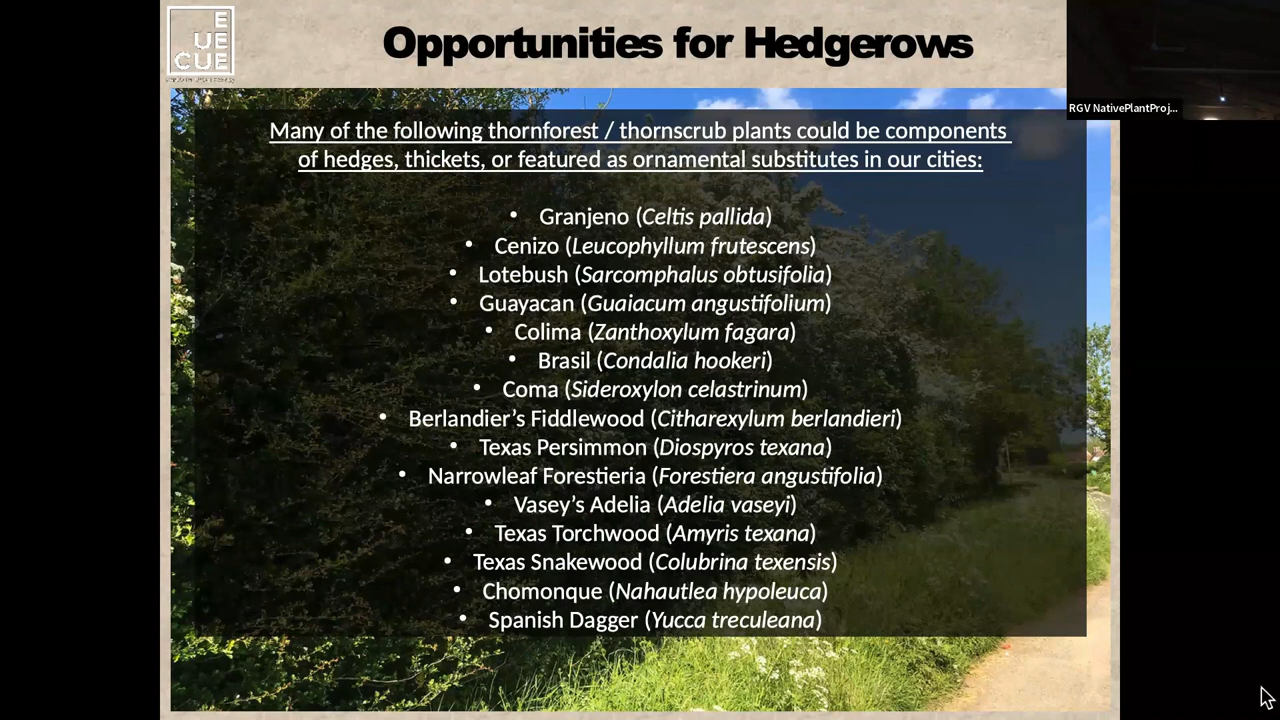 E
UE
CUE
Opportunities for Hedgerows
RGV NativePlantProj...
Many of the following thornforest / thornscrub plants could be components
of hedges, thickets, or featured as ornamental substitutes in our cities:
• Granjeno (Celtis pallida)
• Cenizo (Leucophyllum frutescens)
• Lotebush (Sarcomphalus obtusifolia)
• Guayacan (Guaiacum angustifolium)
• Colima (Zanthoxylum fagara)
• Brasil (Condalia hookeri)
• Coma (Sideroxylon celastrinum)
• Berlandier’s Fiddlewood (Citharexylum berlandieri)
• Texas Persimmon (Diospyros texana)
• Narrowleaf Forestieria (Forestiera angustifolia)
• Vasey’s Adelia (Adelia vaseyi)
• Texas Torchwood (Amyris texana)
• Texas Snakewood (Colubrina texensis)
• Chomonque (Nahautlea hypoleuca)
• Spanish Dagger (Yucca treculeana)